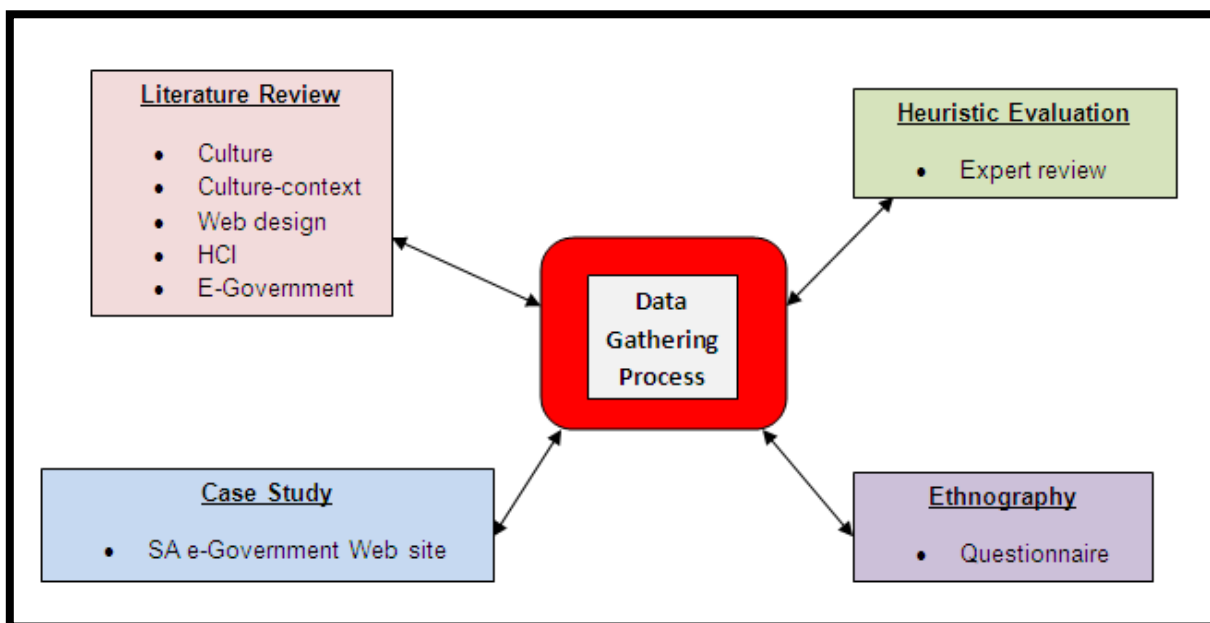 Literature Review
• Culture
• Culture-context
• Web design
• HCI
• E-Government
Heuristic Evaluation
• Expert review
Data
Gathering
Process
Case Study
• SA e-Government Web site
Ethnography
• Questionnaire